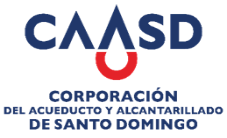 CAASD
CORPORACIÓN
DEL ACUEDUCTO Y ALCANTARILLADO
DE SANTO DOMINGO